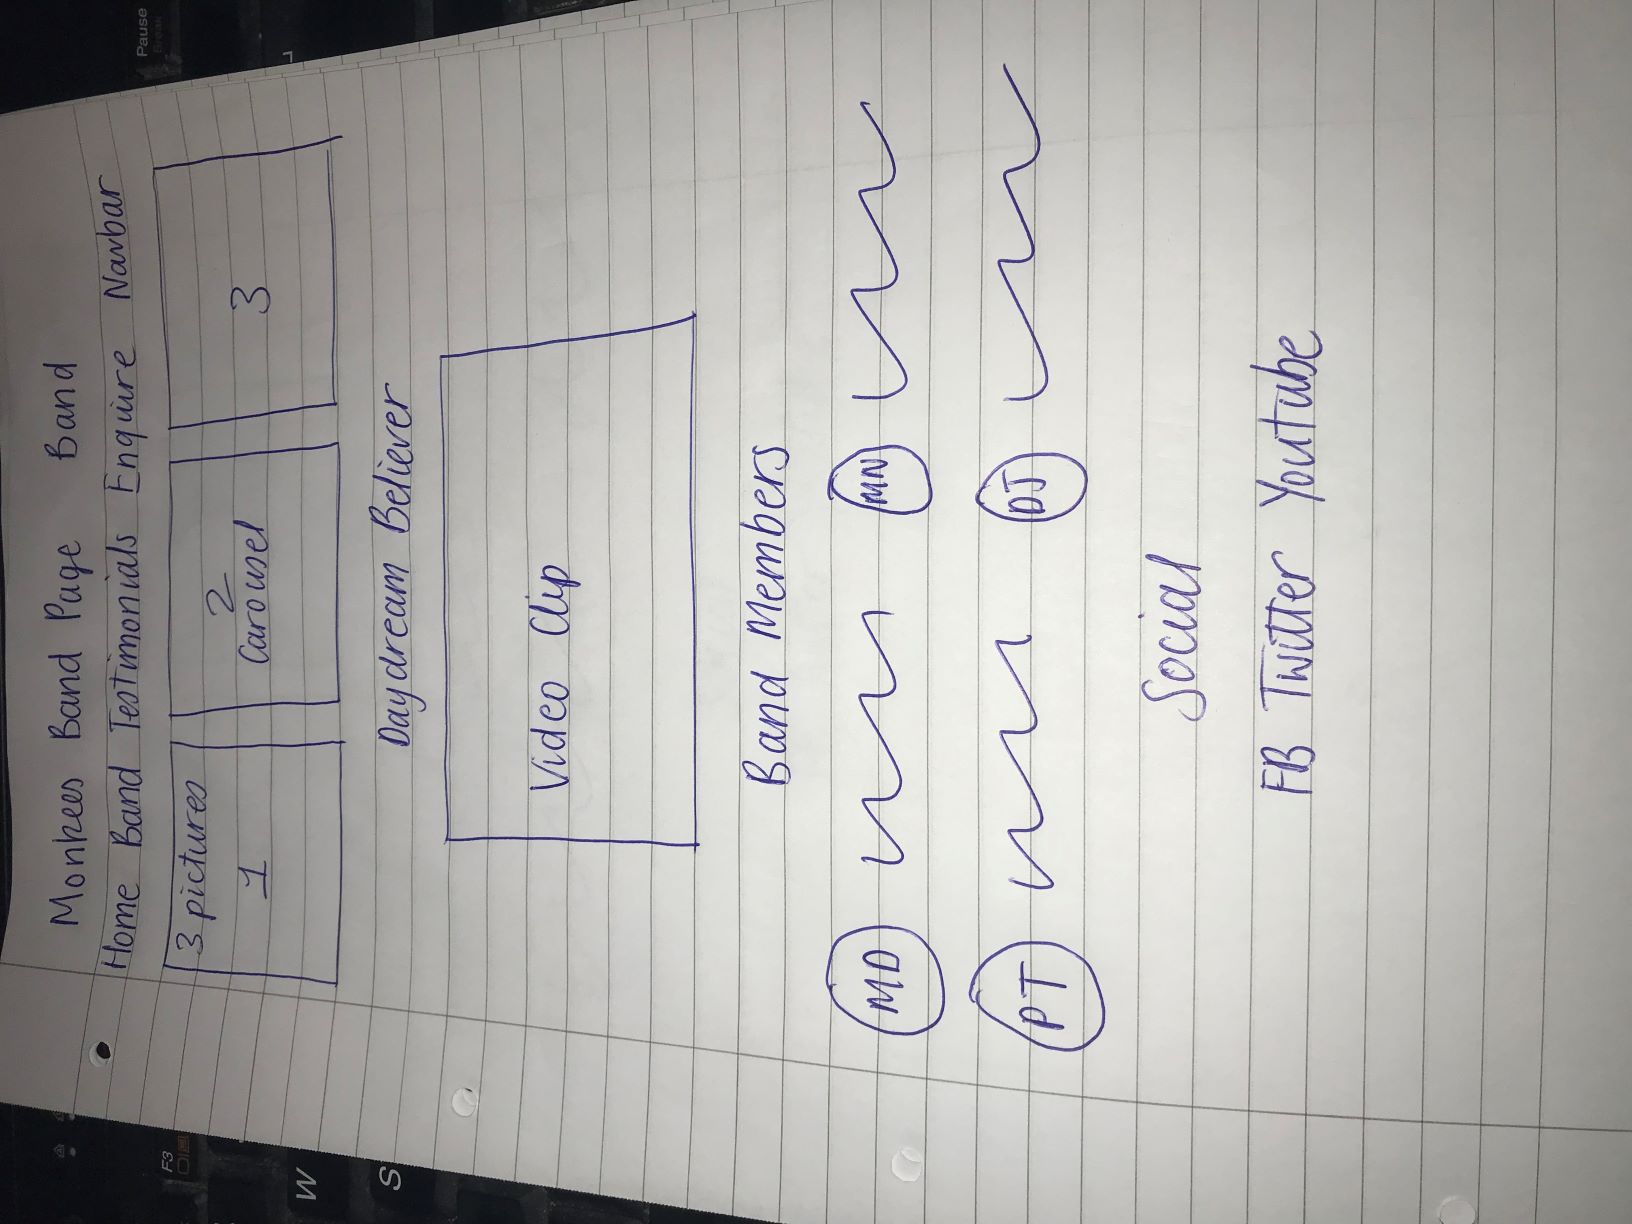 Monkees Band Page Band
Home Band Testimonials Enquire Navbar
3 pictures
1
2
Carousel
3
Daydream Believer
Video Clip
Band Members
MD
MN
PT
DJ
Social
FB Twitter Youtube
F3
W
S
Pause
Break